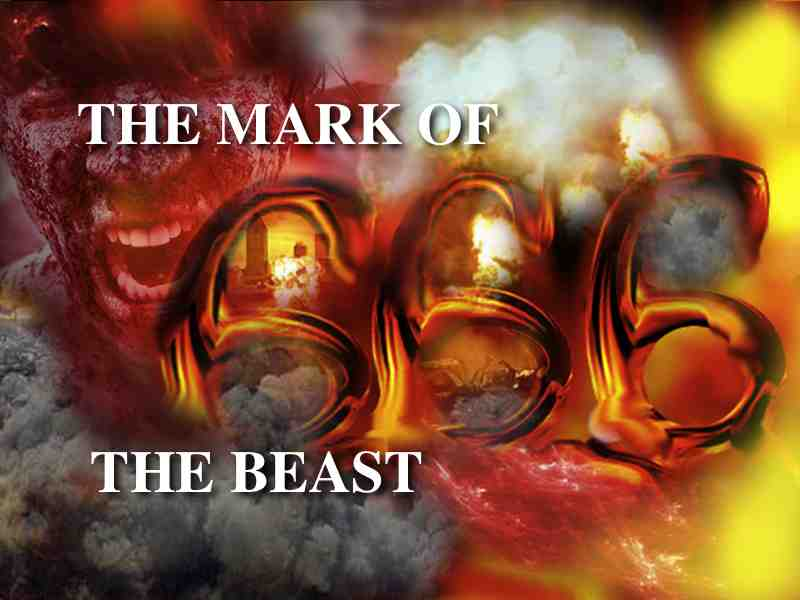 THE MARK OF
666
THE BEAST